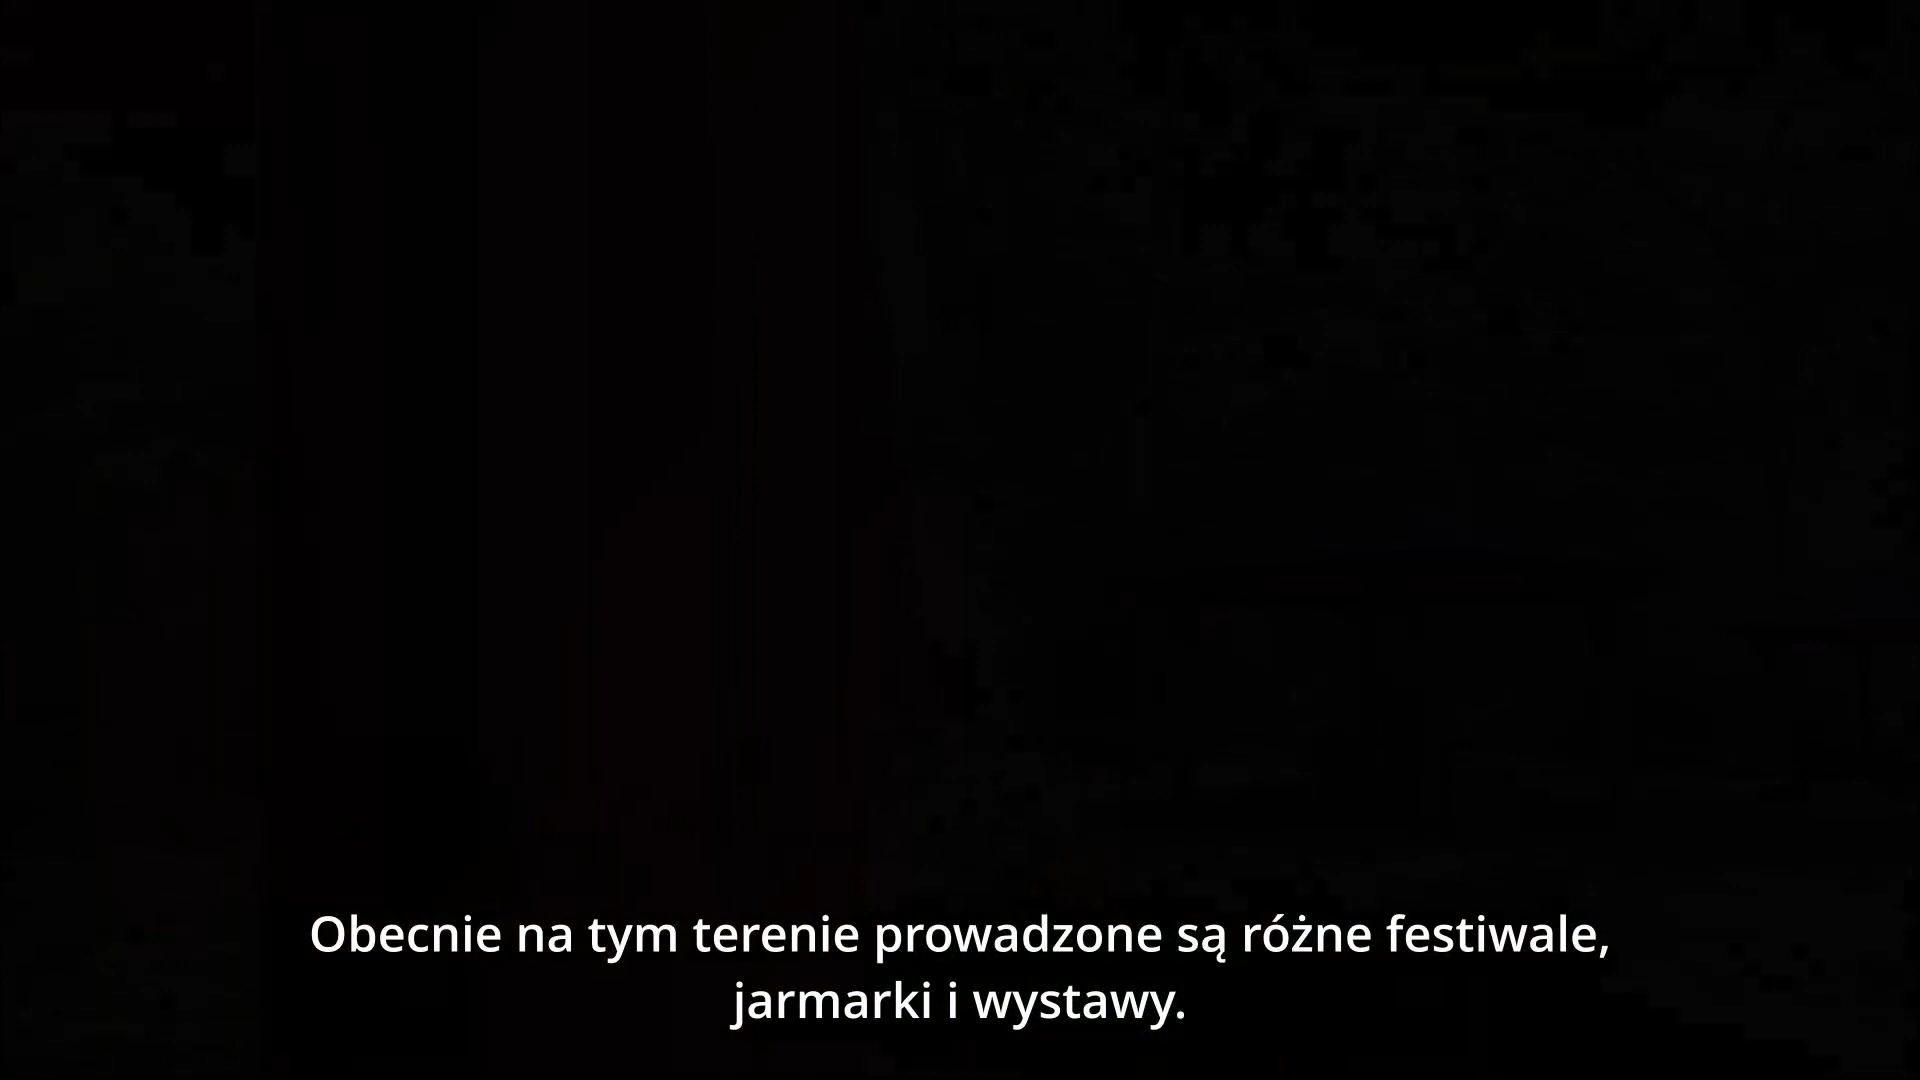 Obecnie na tym terenie prowadzone są różne festiwale,
jarmarki i wystawy.